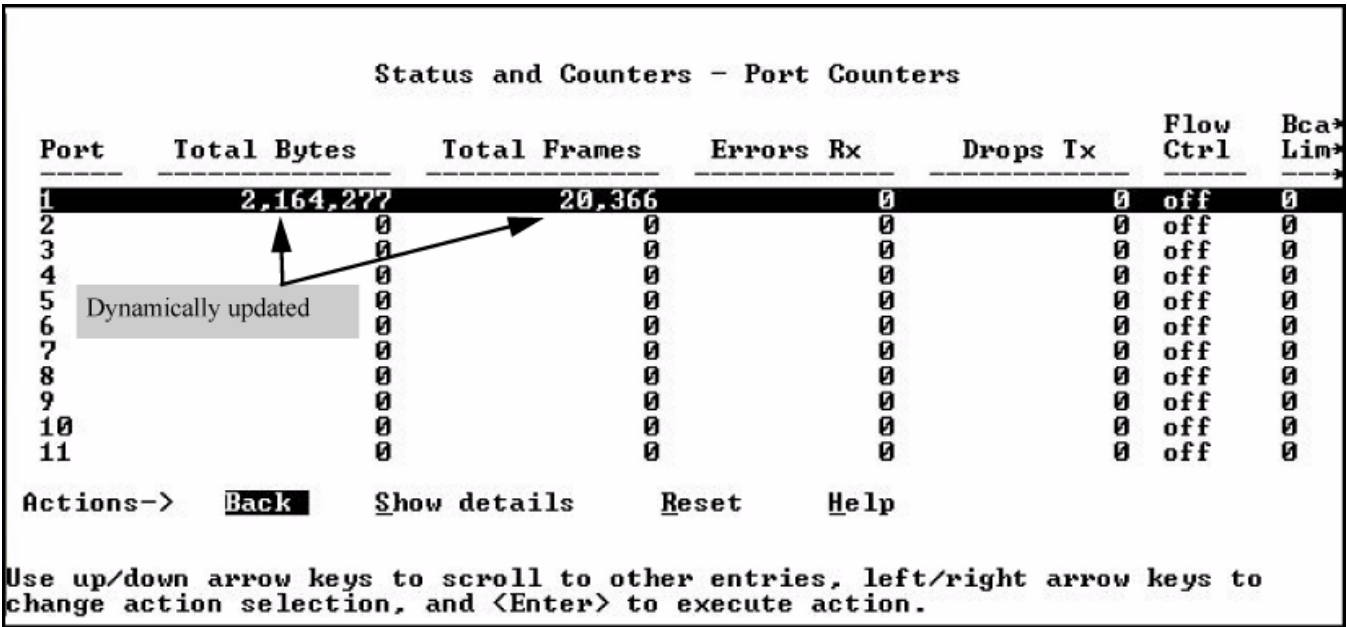 Status and Counters - Port Counters
Flow Bca*
Port Total Bytes Total Frames Errors Rx Drops Tx Ctrl Lim*
----- -------------- -------------- ------------ ------------ ----- ---*
1 2,164,277 20,366 0 0 off 0
2 0 0 0 0 off 0
3 0 0 0 0 off 0
4 0 0 0 0 off 0
5 0 0 0 0 off 0
Dynamically updated
6 0 0 0 0 off 0
7 0 0 0 0 off 0
8 0 0 0 0 off 0
9 0 0 0 0 off 0
10 0 0 0 0 off 0
11 0 0 0 0 off 0
Actions-> Back Show details Reset Help
Use up/down arrow keys to scroll to other entries, left/right arrow keys to
change action selection, and <Enter> to execute action.